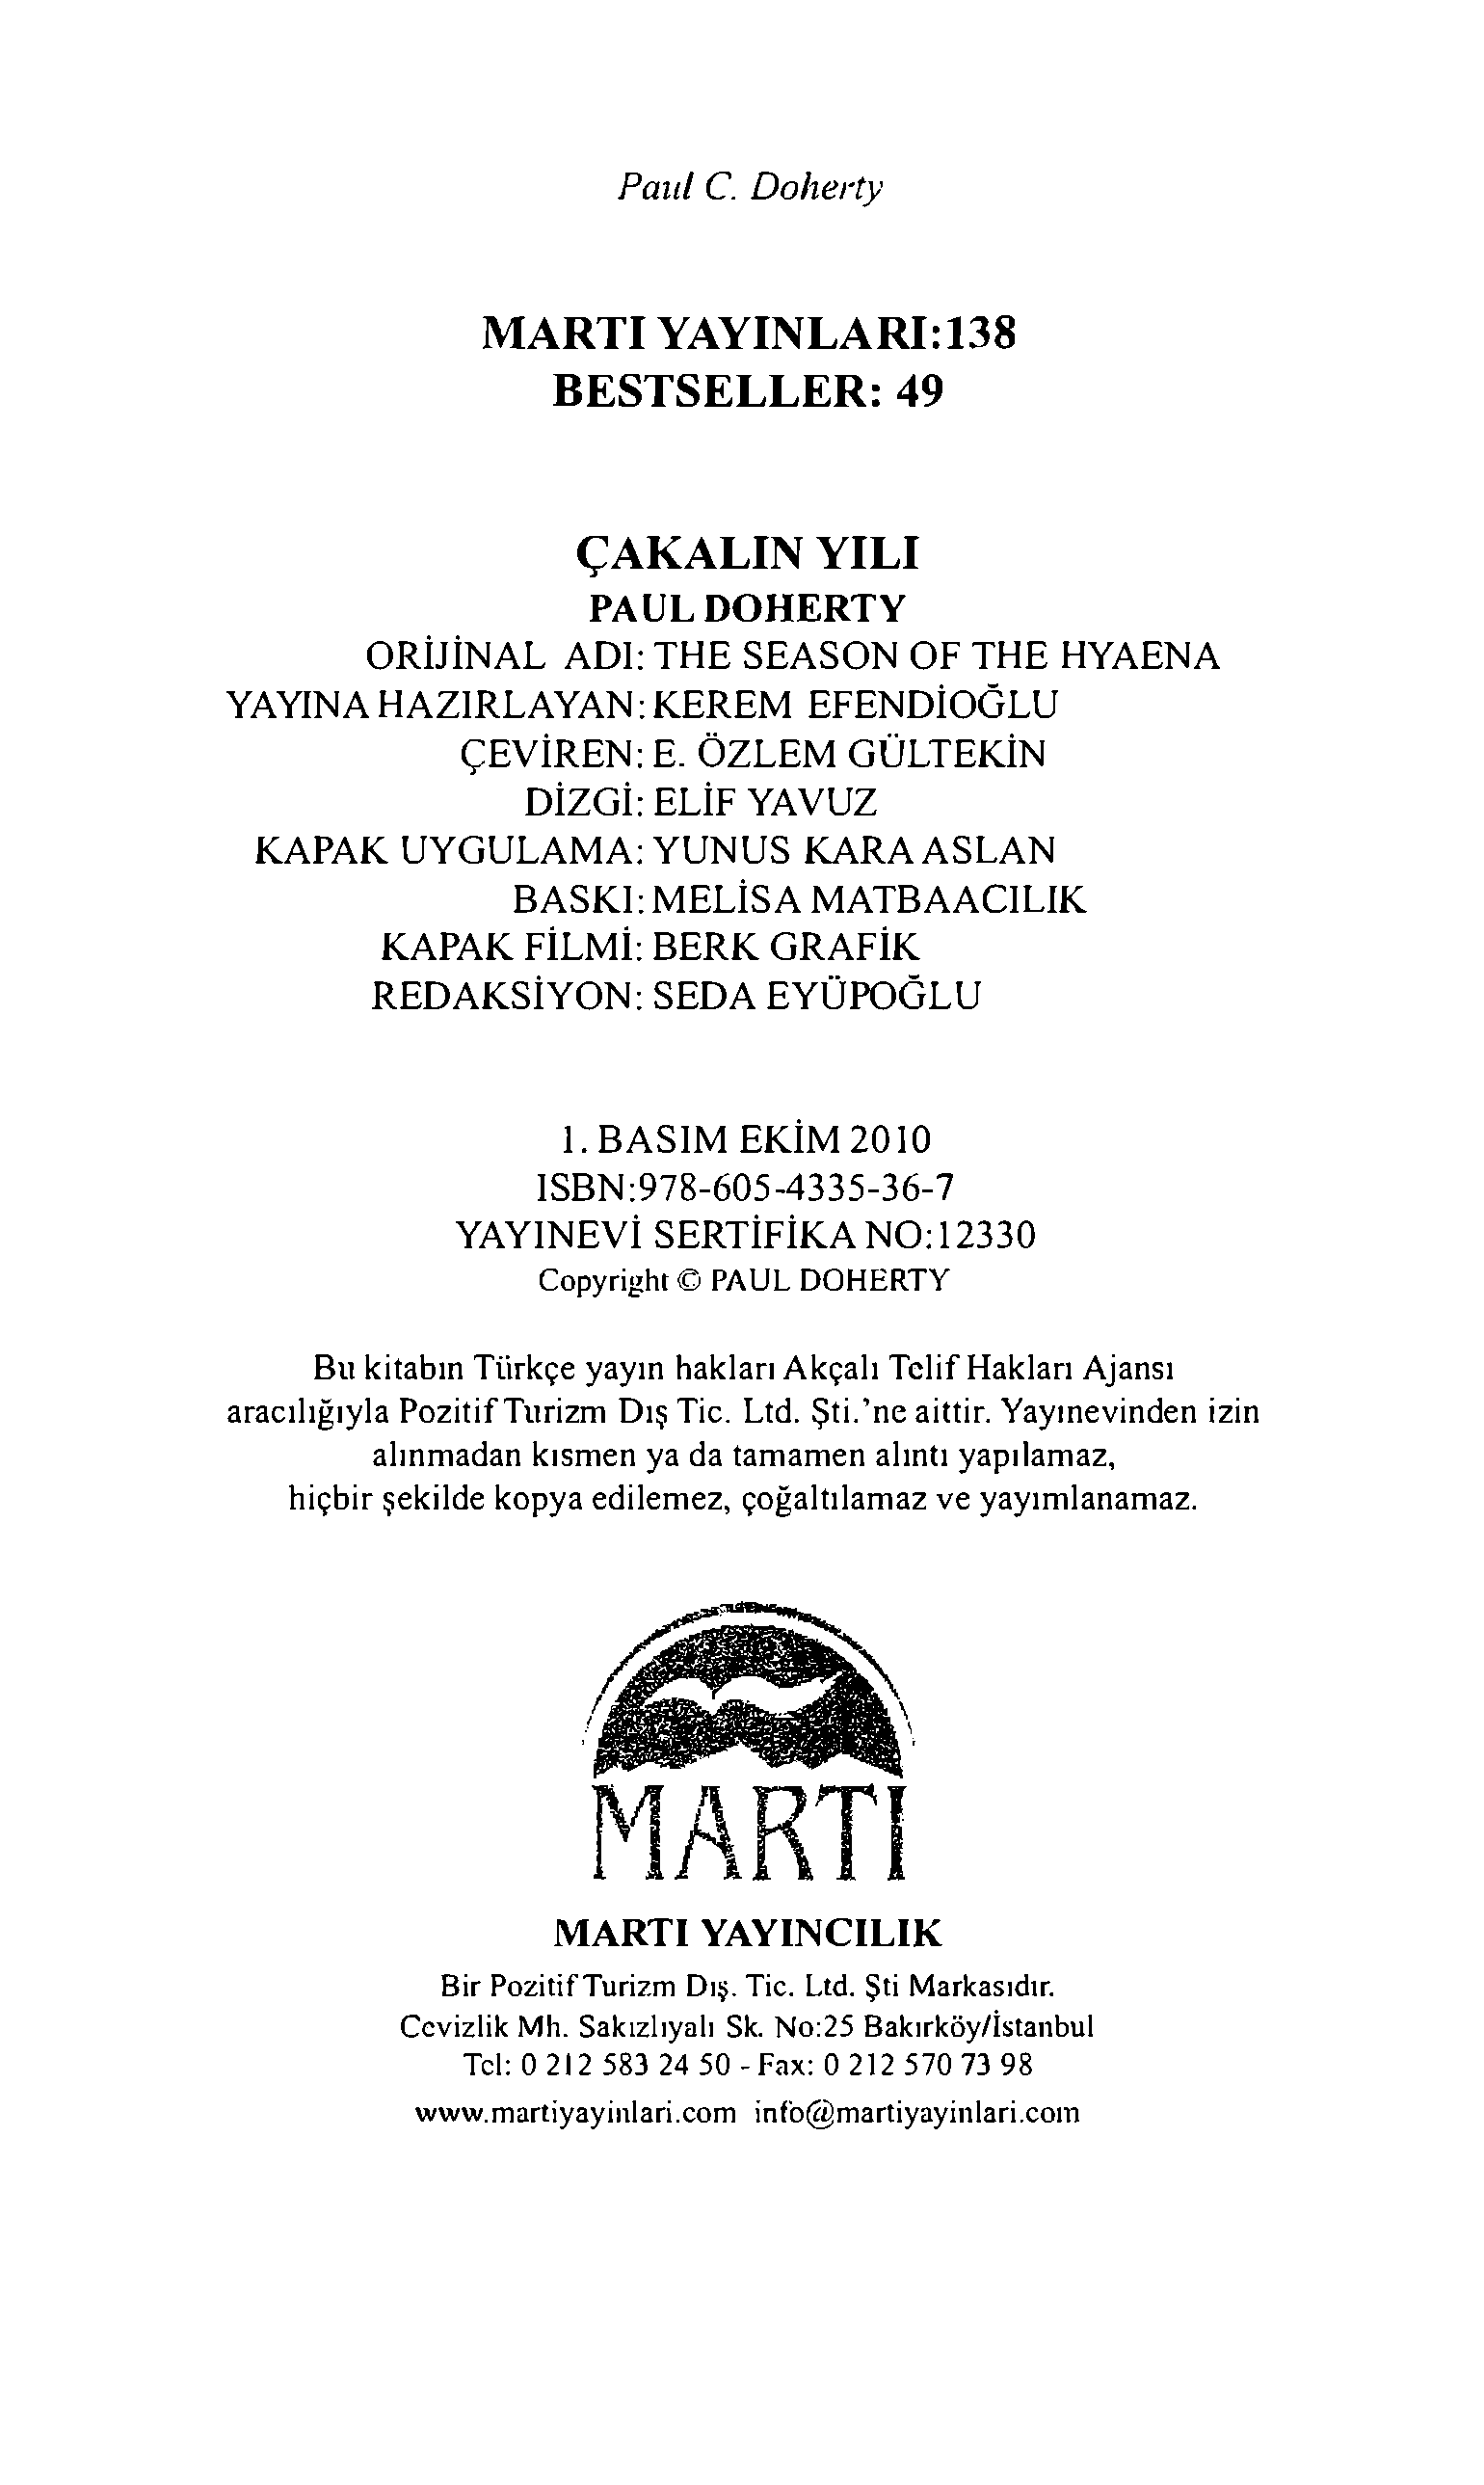 Paul C. Doherty
MARTI YAYINLARI:138
BESTSELLER: 49
ÇAKALIN YILI
PAUL DOHERTY
ORİJİNAL ADI: THE SEASON OF THE HYAENA
YAYINA HAZIRLAYAN: KEREM EFENDİOĞLU
ÇEVİREN: E. ÖZLEM GÜLTEKİN
DİZGİ: ELİF YAVUZ
KAPAK UYGULAMA: YUNUS KARAASLAN
BASKI: MELİSA MATBAACILIK
KAPAK FİLMİ: BERK GRAFİK
REDAKSİYON: SEDA EYÜPOĞLU
1. BASIM EKİM 2010
ISBN:978-605-4335-36-7
YAYINEVİ SERTİFİKA NO:12330
Copyright © PAUL DOHERTY
Bu kitabın Türkçe yayın hakları Akçalı Telif Hakları Ajansı
aracılığıyla Pozitif Turizm Dış Tic. Ltd. Şti.'ne aittir. Yayınevinden izin
alınmadan kısmen ya da tamamen alıntı yapılamaz,
hiçbir şekilde kopya edilemez, çoğaltılamaz ve yayımlanamaz.
MARTI
MARTI YAYINCILIK
Bir Pozitif Turizm Dış. Tic. Ltd. Şti Markasıdır.
Cevizlik Mh. Sakızlıyalı Sk. No:25 Bakırköy/İstanbul
Tel: 0 212 583 24 50 - Fax: 0 212 570 73 98
www.martiyayinlari.com info@martiyayinlari.com